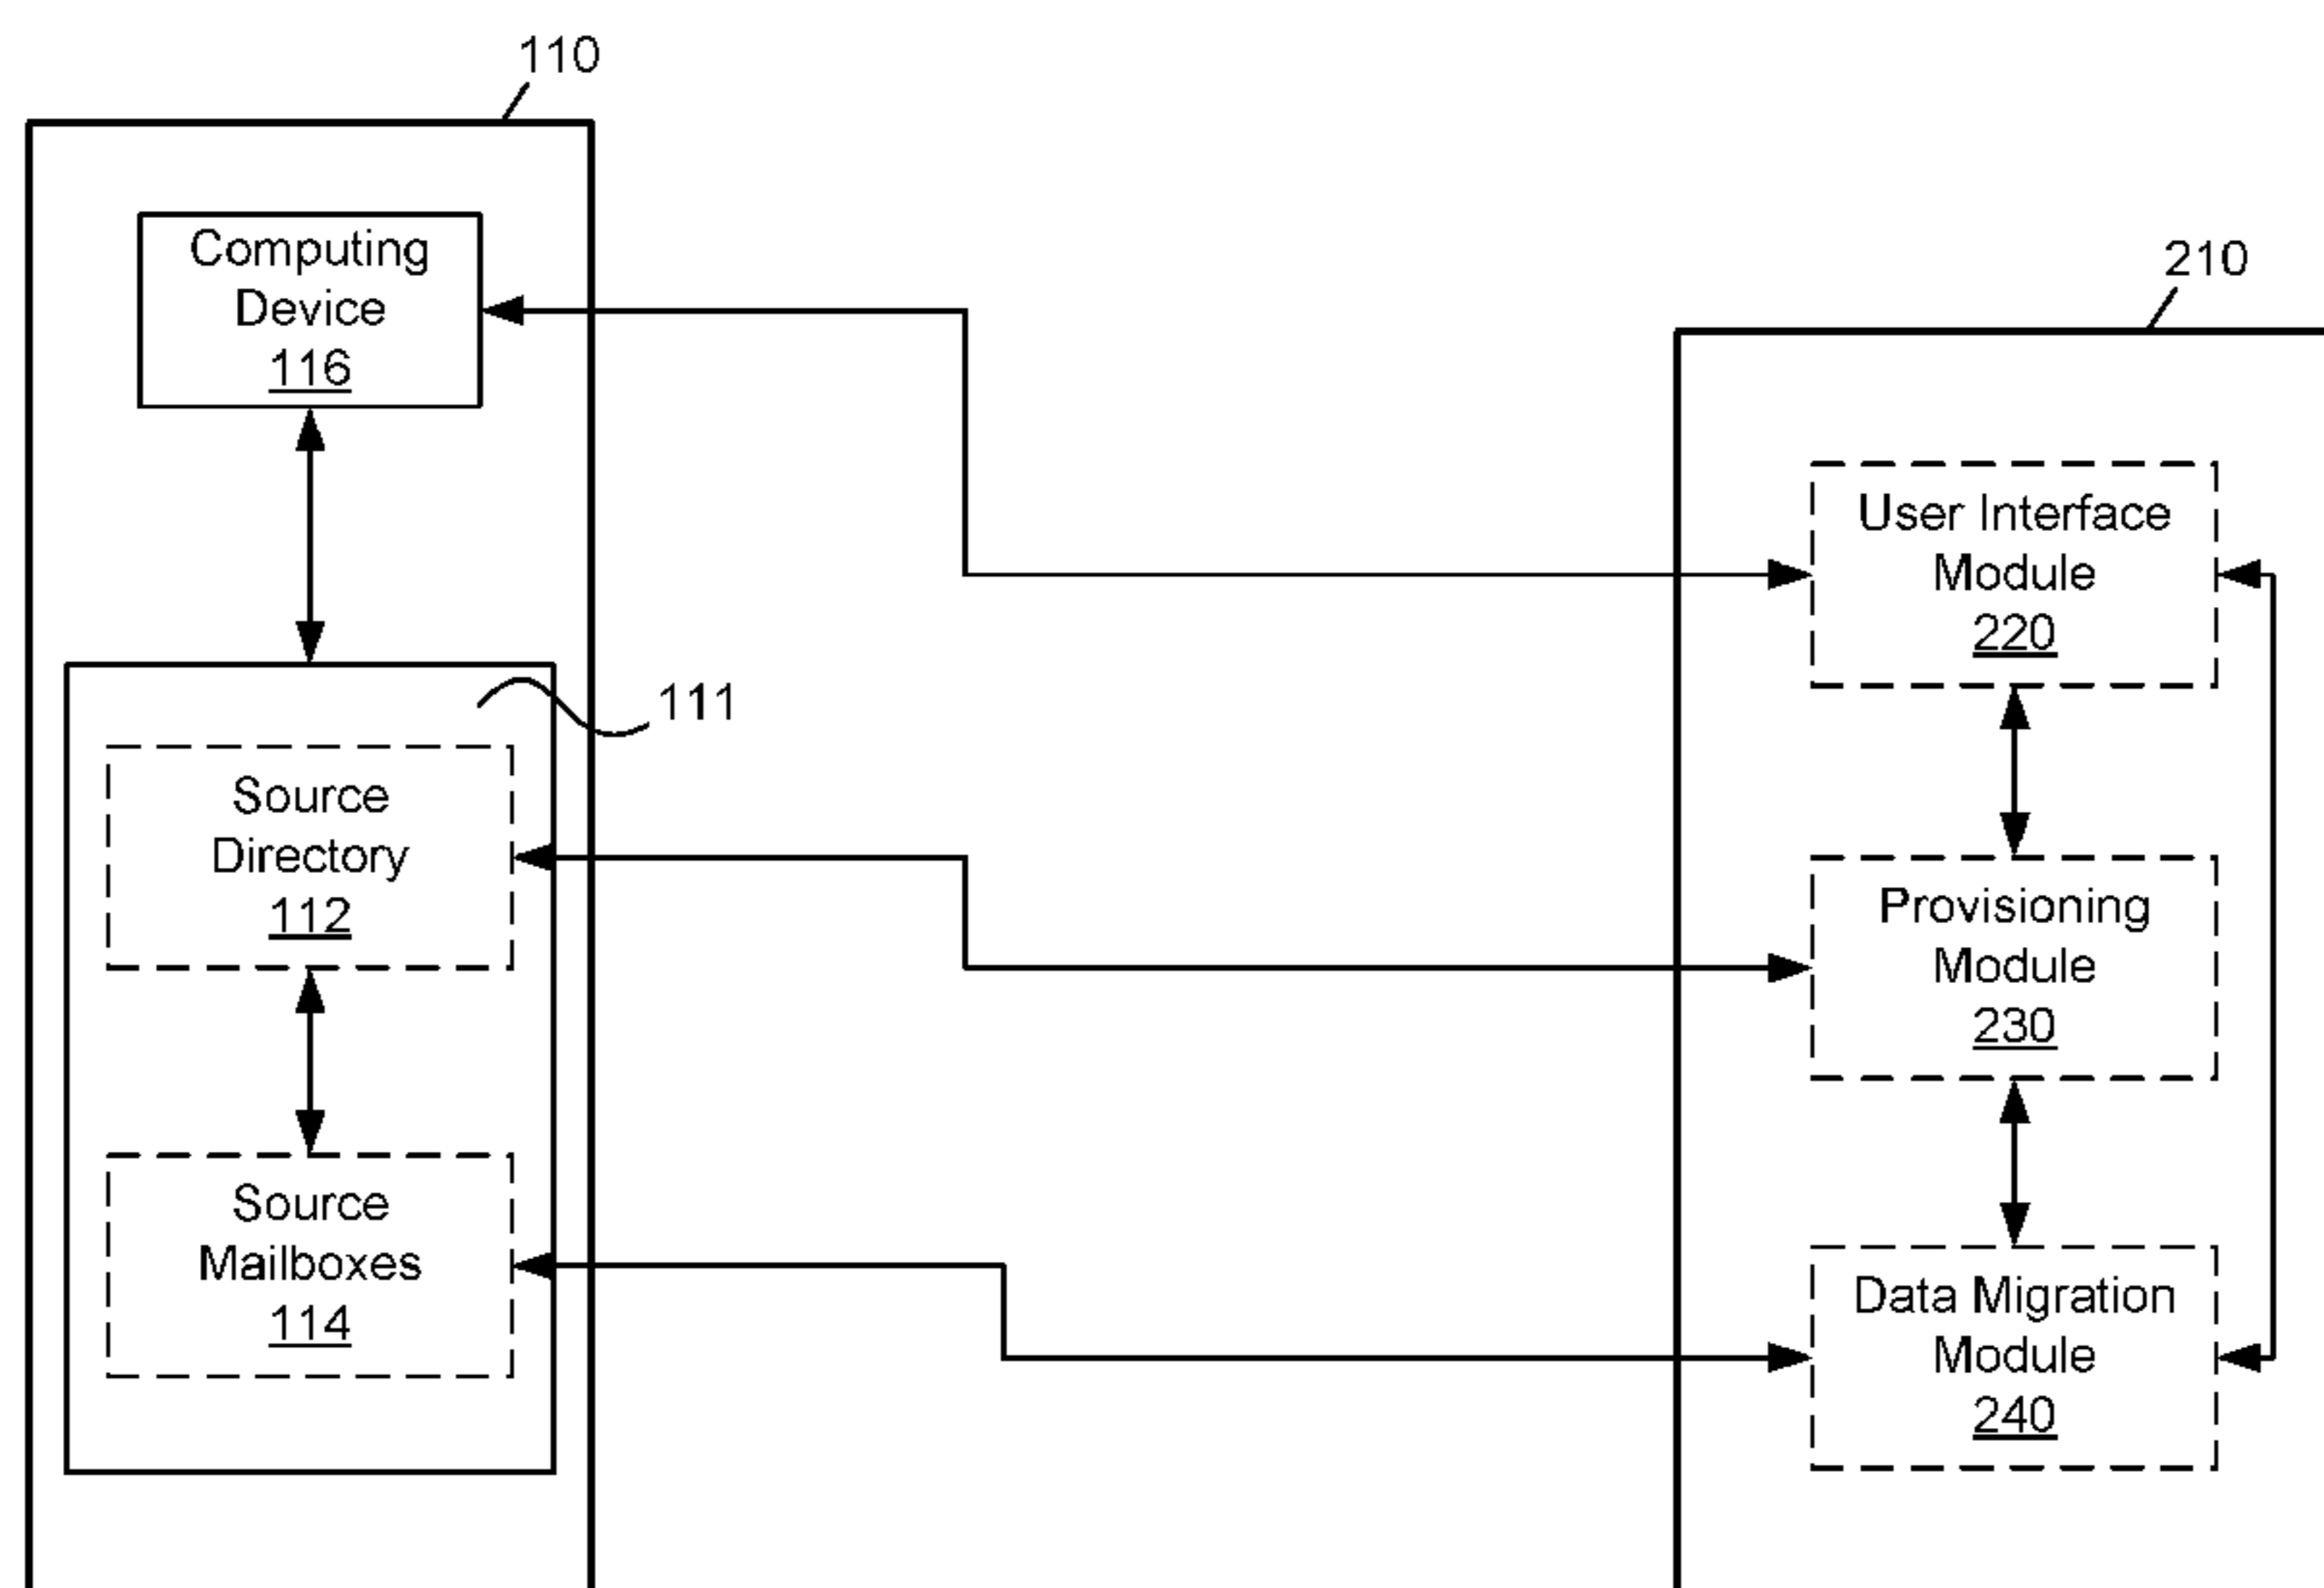 110
Computing
Device
116
210
User Interface
Module
220
111
Source
Directory
112
Provisioning
Module
230
Source
Mailboxes
114
Data Migration
Module
240